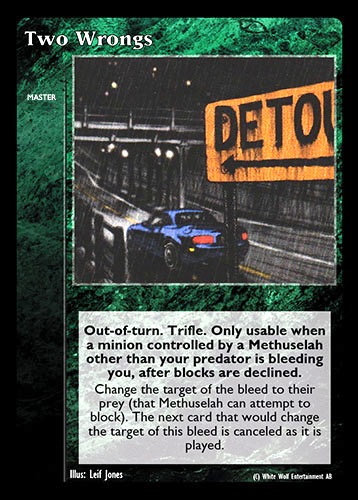 Two Wrongs
MASTER
DETOU
Out-of-turn. Trifle. Only usable when
a minion controlled by a Methuselah
other than your predator is bleeding
you, after blocks are declined.
Change the target of the bleed to their
prey (that Methuselah can attempt to
block). The next card that would change
the target of this bleed is canceled as it is
played.
Illus: Leif Jones
(C) White Wolf Entertainment AB